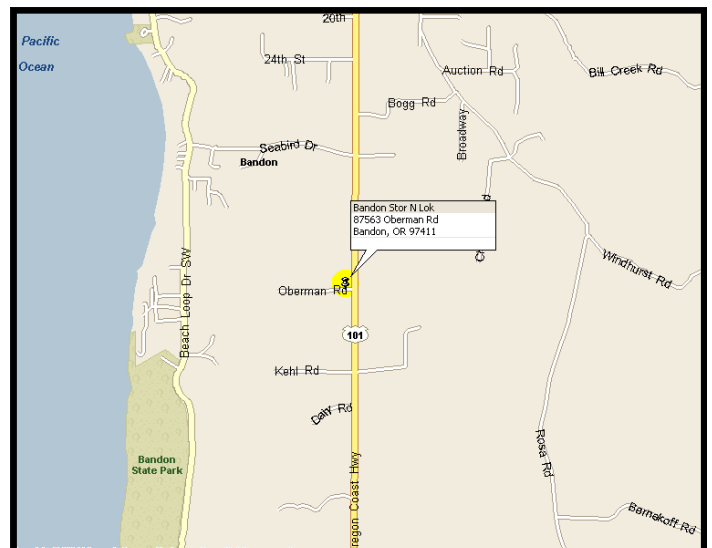 20th
Pacific
Ocean
24th St
Auction Rd
Bill Creek Rd
Bogg Rd
Broadway
Seabird Dr
Bandon
Bandon Stor N Lok
87563 Oberman Rd
Bandon, OR 97411
Windhurst Rd
Beach Loop Dr SW
Oberman Rd
101
Kehl Rd
Daly Rd
Rosa Rd
Bandon
State Park
regon Coast Hwy
Barnekoff Rd